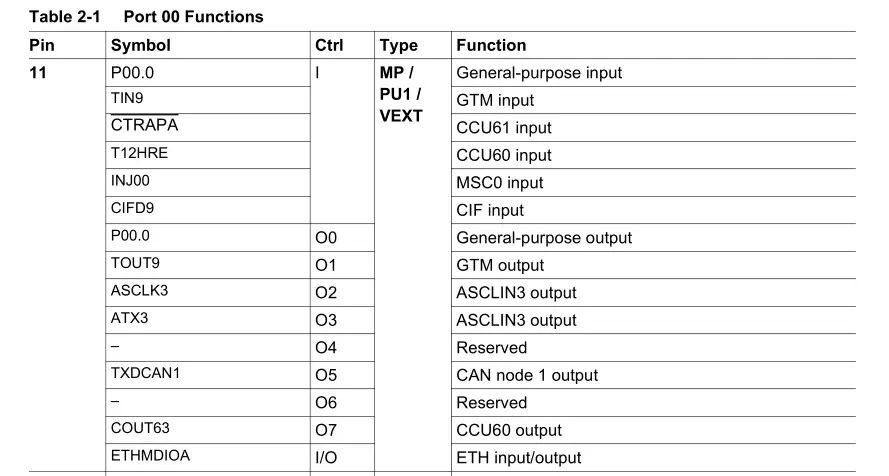 Table 2-1 Port 00 Functions
Pin Symbol Ctrl Type Function
11 P00.0 I MP / General-purpose input
TIN9 PU1 / GTM input
CTRAPA VEXT CCU61 input
T12HRE CCU60 input
INJ00 MSC0 input
CIFD9 CIF input
P00.0 O0 General-purpose output
TOUT9 O1 GTM output
ASCLK3 O2 ASCLIN3 output
ATX3 O3 ASCLIN3 output
– O4 Reserved
TXDCAN1 O5 CAN node 1 output
– O6 Reserved
COUT63 O7 CCU60 output
ETHMDIOA I/O ETH input/output